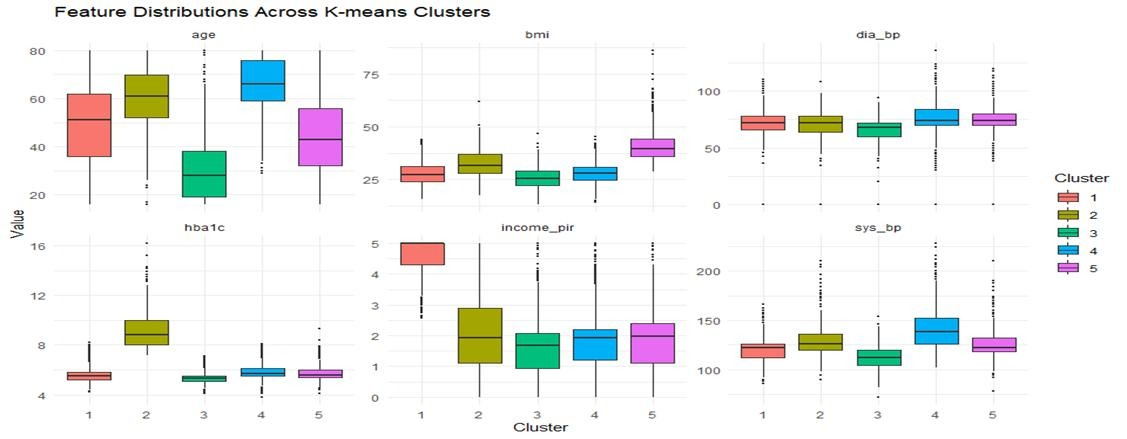 Feature Distributions Across K-means Clusters
age
bmi
dia_bp
80
60
40
20
75
50
25
100
50
0
Value
hba1c
income_pir
sys_bp
16
12
8
4
5
4
3
2
1
0
200
150
100
1 2 3 4 5
1 2 3 4 5
1 2 3 4 5
Cluster
Cluster
1
2
3
4
5